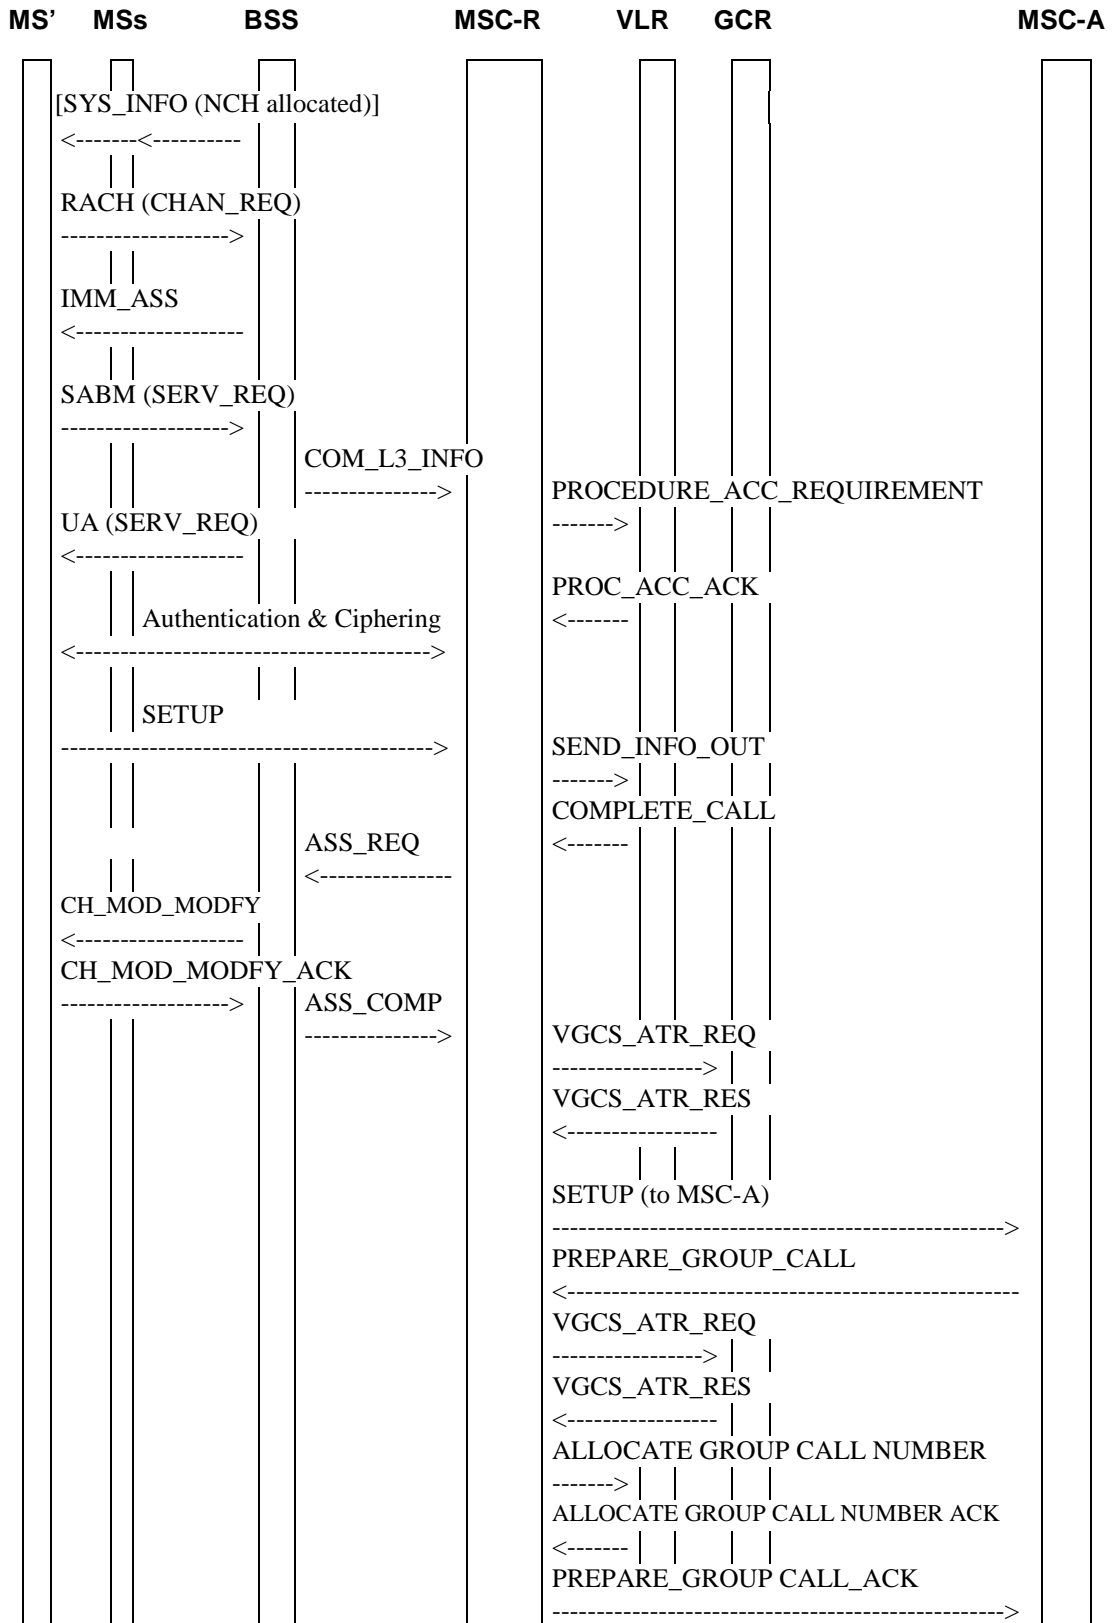 MS’ MSs BSS MSC-R VLR GCR MSC-A
[SYS_INFO (NCH allocated)]
<-------<----------
RACH (CHAN_REQ)
------------------->
IMM_ASS
<-------------------
SABM (SERV_REQ)
------------------->
COM_L3_INFO
---------------> PROCEDURE_ACC_REQUIREMENT
UA (SERV_REQ) ------->
<-------------------
PROC_ACC_ACK
Authentication & Ciphering <-------
<---------------------------------------->
SETUP
------------------------------------------> SEND_INFO_OUT
------->
COMPLETE_CALL
ASS_REQ <-------
<---------------
CH_MOD_MODFY
<-------------------
CH_MOD_MODFY_ACK
-------------------> ASS_COMP
---------------> VGCS_ATR_REQ
----------------->
VGCS_ATR_RES
<-----------------
SETUP (to MSC-A)
--------------------------------------------------->
PREPARE_GROUP_CALL
<---------------------------------------------------
VGCS_ATR_REQ
----------------->
VGCS_ATR_RES
<-----------------
ALLOCATE GROUP CALL NUMBER
------->
ALLOCATE GROUP CALL NUMBER ACK
<-------
PREPARE_GROUP CALL_ACK
--------------------------------------------------->